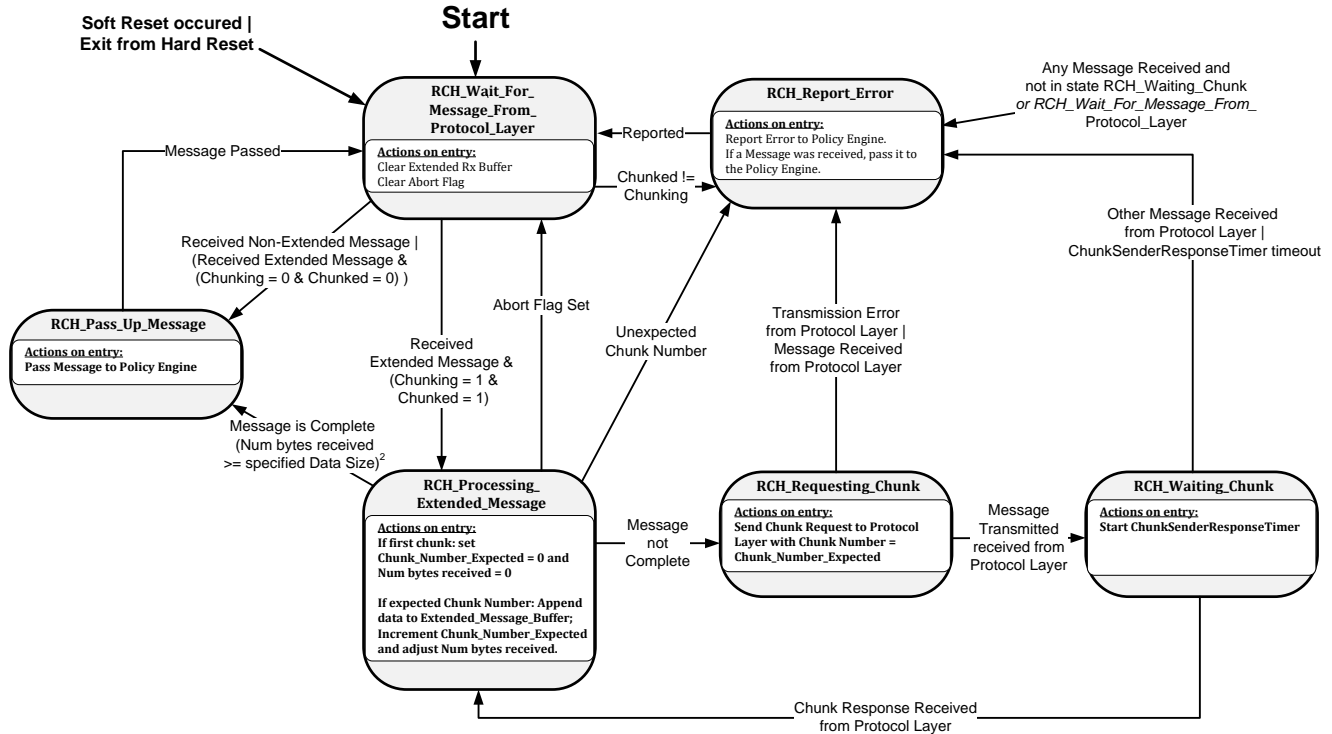 Soft Reset occured |
Exit from Hard Reset
Start
RCH_Wait_For_
Message_From_
Protocol_Layer
Actions on entry:
Clear Extended Rx Buffer
Clear Abort Flag
Reported
Chunked !=
Chunking
RCH_Report_Error
Actions on entry:
Report Error to Policy Engine.
If a Message was received, pass it to
the Policy Engine.
Any Message Received and
not in state RCH_Waiting_Chunk
or RCH_Wait_For_Message_From_
Protocol_Layer
Message Passed
Received Non-Extended Message |
(Received Extended Message &
(Chunking = 0 & Chunked = 0) )
Other Message Received
from Protocol Layer |
ChunkSenderResponseTimer timeout
RCH_Pass_Up_Message
Actions on entry:
Pass Message to Policy Engine
Received
Extended Message &
(Chunking = 1 &
Chunked = 1)
Abort Flag Set
Unexpected
Chunk Number
Transmission Error
from Protocol Layer |
Message Received
from Protocol Layer
Message is Complete
(Num bytes received
>= specified Data Size)²
RCH_Processing_
Extended_Message
Actions on entry:
If first chunk: set
Chunk_Number_Expected = 0 and
Num bytes received = 0
If expected Chunk Number: Append
data to Extended_Message_Buffer;
Increment Chunk_Number_Expected
and adjust Num bytes received.
Message
not
Complete
RCH_Requesting_Chunk
Actions on entry:
Send Chunk Request to Protocol
Layer with Chunk Number =
Chunk_Number_Expected
Message
Transmitted
received from
Protocol Layer
RCH_Waiting_Chunk
Actions on entry:
Start ChunkSenderResponseTimer
Chunk Response Received
from Protocol Layer